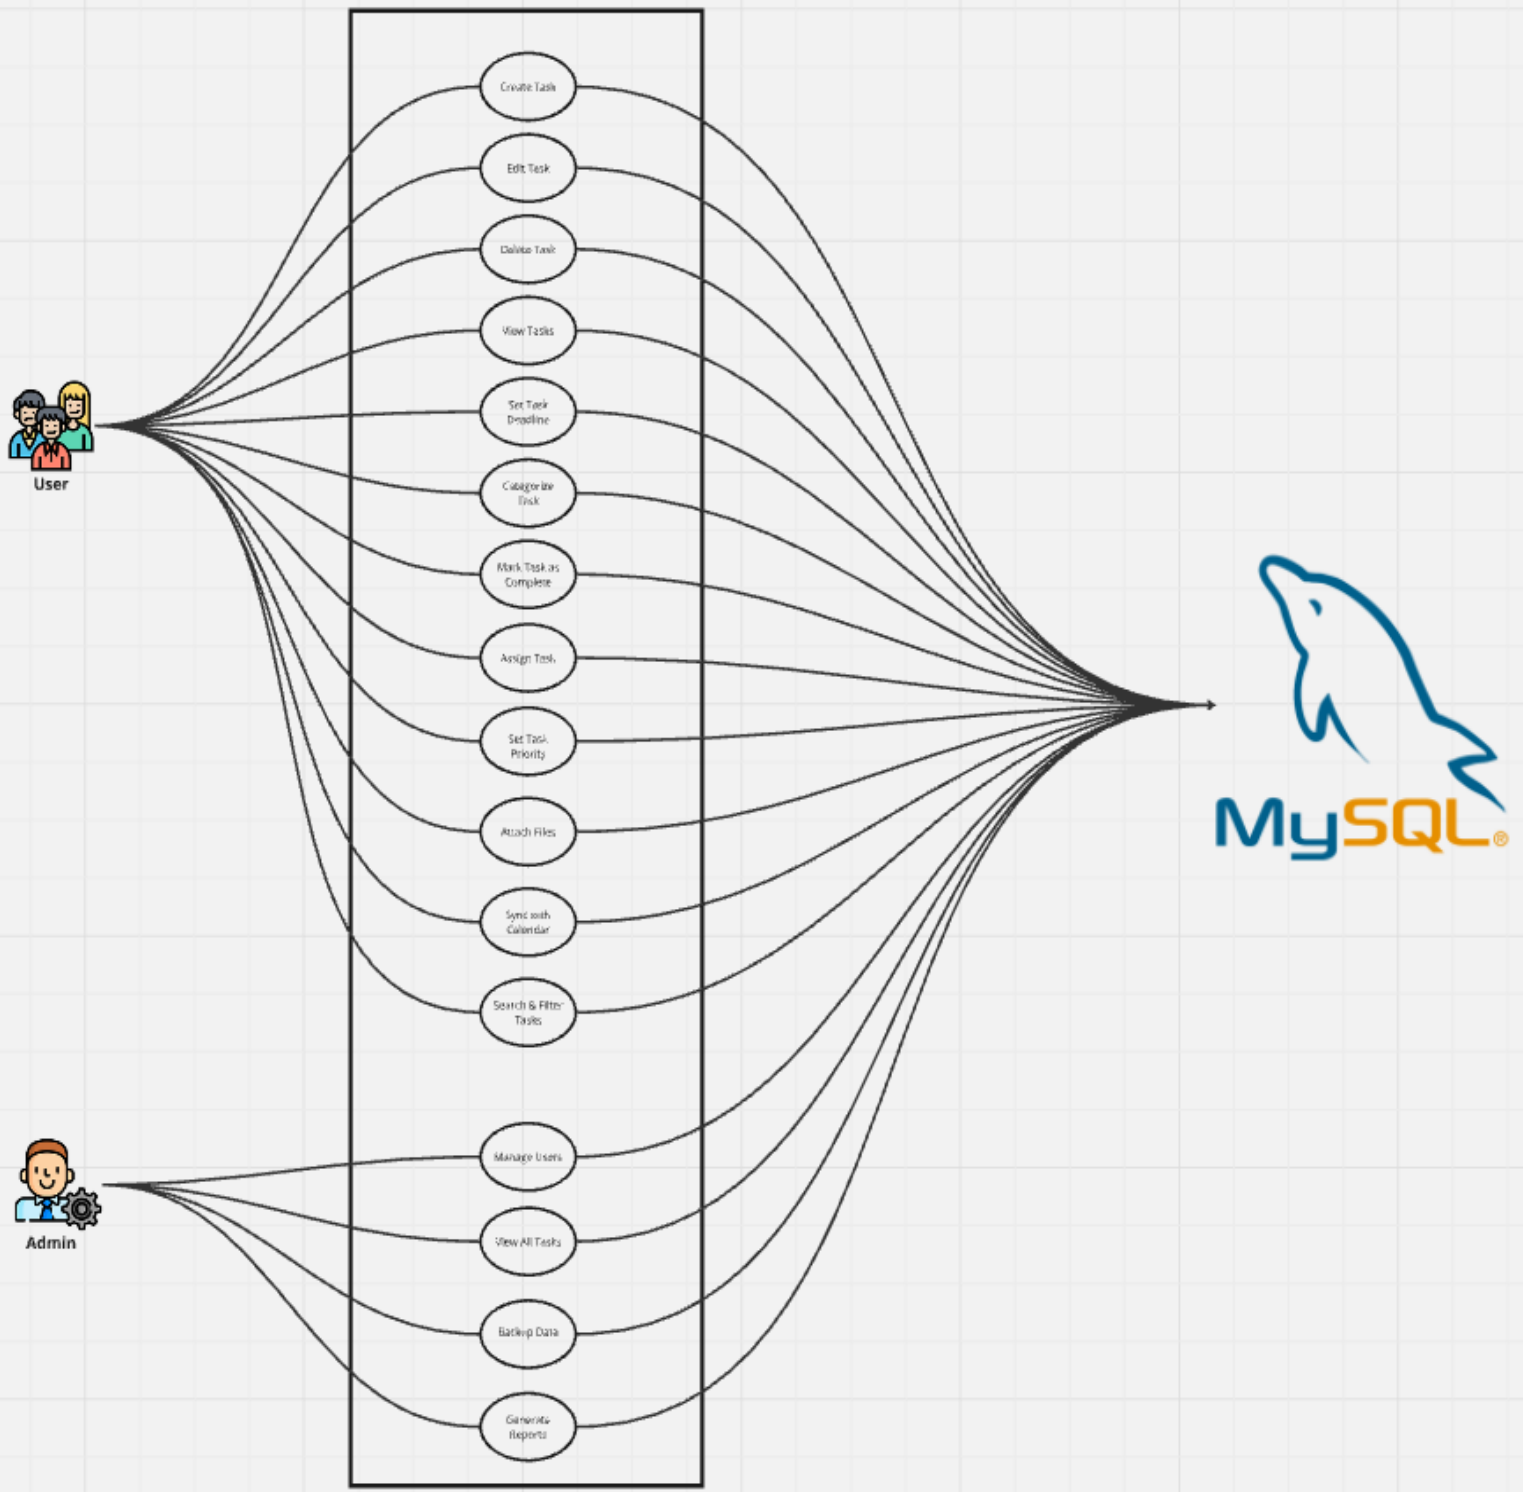 Create Task
Edit Task
Delete Task
View Tasks
Set Task
Deadline
User
Categorize
Task
Mark Task as
Complete
Assign Task
Set Task
Priority
Attach Files
MySQL®
Sync with
Calendar
Search & Filter
Tasks
Manage Users
View All Tasks
Admin
Backup Data
Generate
Reports